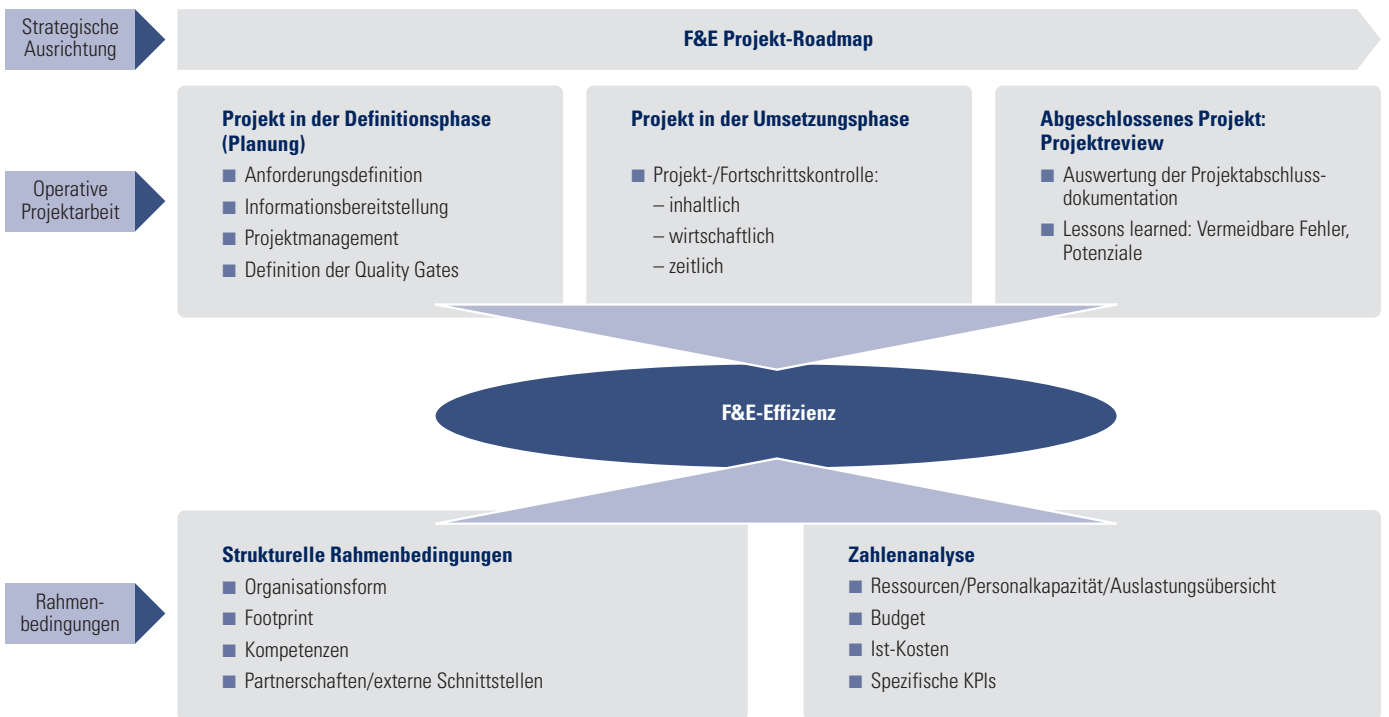 Strategische
Ausrichtung
F&E Projekt-Roadmap
Operative
Projektarbeit
Projekt in der Definitionsphase
(Planung)
■ Anforderungsdefinition
■ Informationsbereitstellung
■ Projektmanagement
■ Definition der Quality Gates
Projekt in der Umsetzungsphase
■ Projekt-/Fortschrittskontrolle:
– inhaltlich
– wirtschaftlich
– zeitlich
Abgeschlossenes Projekt:
Projektreview
■ Auswertung der Projektabschluss-
dokumentation
■ Lessons learned: Vermeidbare Fehler,
Potenziale
F&E-Effizienz
Rahmen-
bedingungen
Strukturelle Rahmenbedingungen
■ Organisationsform
■ Footprint
■ Kompetenzen
■ Partnerschaften/externe Schnittstellen
Zahlenanalyse
■ Ressourcen/Personalkapazität/Auslastungsübersicht
■ Budget
■ Ist-Kosten
■ Spezifische KPIs